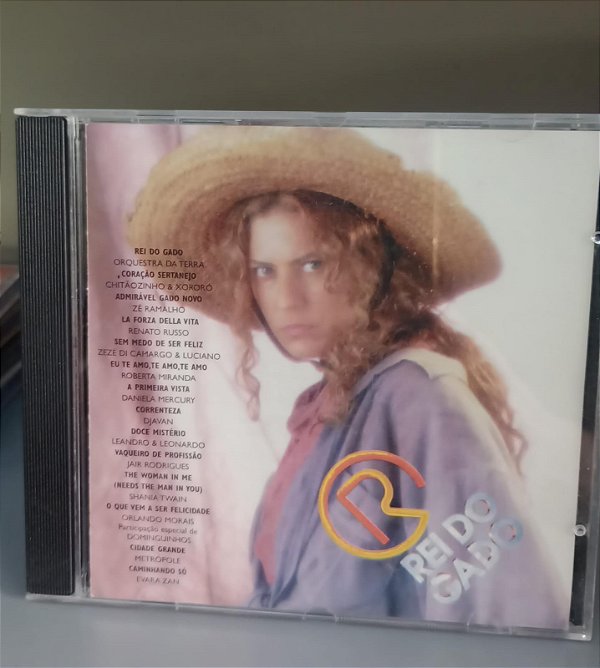 REI DO GADO
ORQUESTRA DA TERRA
CORAÇÃO SERTANEJO
CHITÃOZINHO & XORORÓ
ADMIRÁVEL GADO NOVO
ZÉ RAMALHO
LA FORZA DELLA VITA
RENATO RUSSO
SEM MEDO DE SER FELIZ
ZEZE DI CAMARGO & LUCIANO
EU TE AMO, TE AMO, TE AMO
ROBERTA MIRANDA
A PRIMEIRA VISTA
DANIELA MERCURY
CORRENTEZA
DJAVAN
DOCE MISTÉRIO
LEANDRO & LEONARDO
VAQUEIRO DE PROFISSÃO
JAIR RODRIGUES
THE WOMAN IN ME
(NEEDS THE MAN IN YOU)
SHANIA TWAIN
O QUE VEM A SER FELICIDADE
ORLANDO MORAIS
Participação especial de
DOMINGUINHOS
CIDADE GRANDE
METRÓPOLE
CAMINHANDO SÓ
EVARA ZAN
R
REI DO
GADO